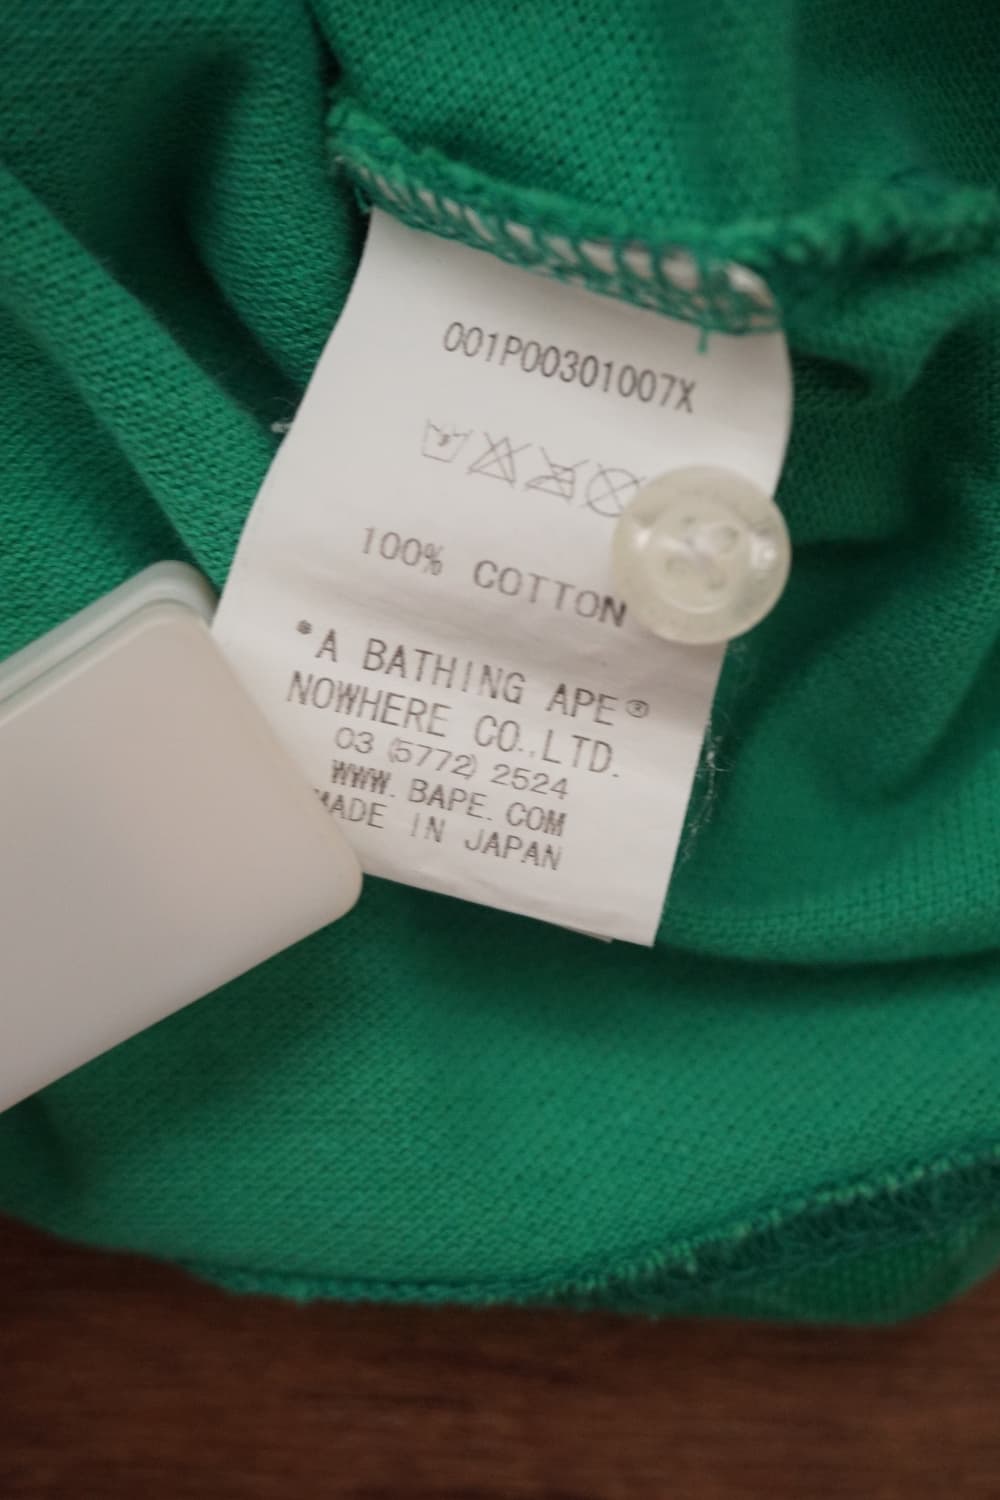 001P00301007X
100% COTTON
*A BATHING APE®
NOWHERE CO.,LTD.
03 (5772) 2524
WWW. BAPE. COM
MADE IN JAPAN